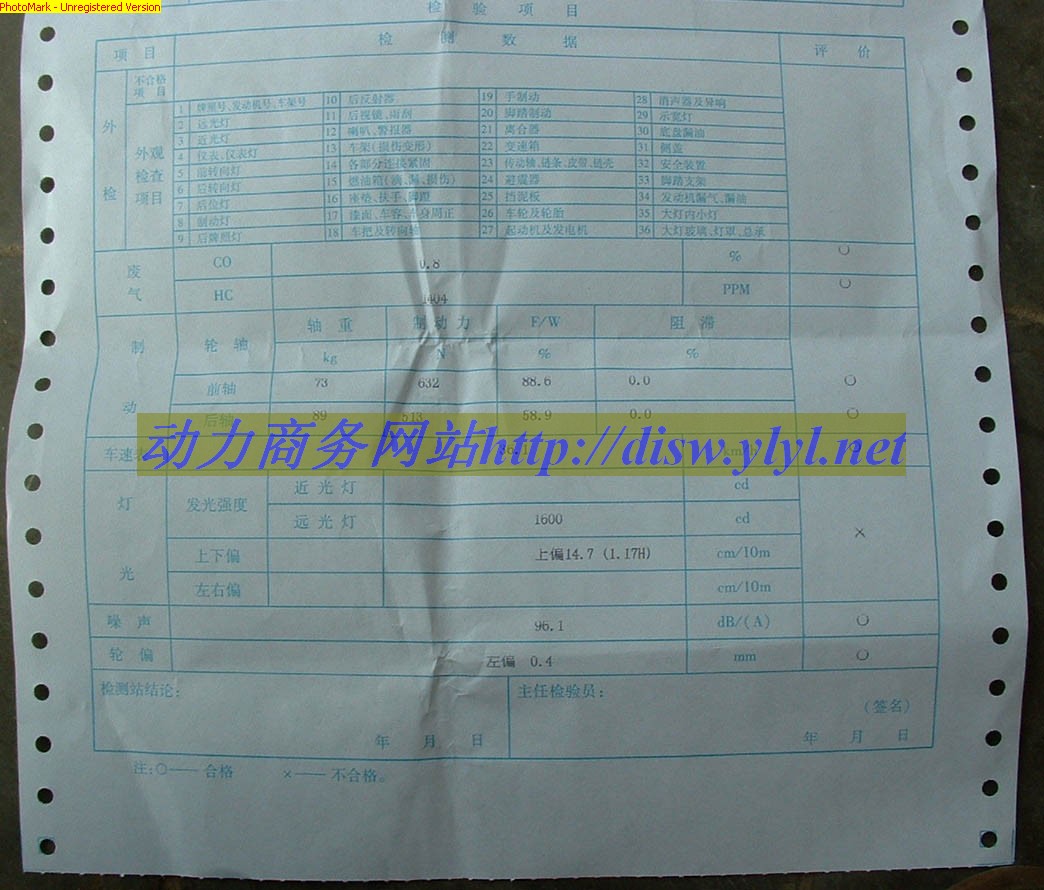 PhotoMark - Unregistered Version
检 验 项 目
项 目 检 测 数 据 评 价
外 检
不合格项目
外观检查项目
1 牌照号、发动机号、车架号 10 后反射器 19 手制动 28 消声器及异响
2 远光灯 11 后视镜、雨刮 20 脚踏制动 29 示宽灯
3 近光灯 12 喇叭、警报器 21 离合器 30 底盘漏油
4 仪表、仪表灯 13 车架(损伤变形) 22 变速箱 31 侧盖
5 前转向灯 14 各部分连接紧固 23 传动轴、链条、皮带、链壳 32 安全装置
6 后转向灯 15 燃油箱(滴、漏、损伤) 24 避震器 33 脚踏支架
7 后位灯 16 座垫、扶手、脚蹬 25 挡泥板 34 发动机漏气、漏油
8 制动灯 17 漆面、车容、车身周正 26 车轮及轮胎 35 大灯内小灯
9 后牌照灯 18 车把及转向轴 27 起动机及发电机 36 大灯玻璃、灯罩、总承
废气 CO 0.8 % ○
HC 1404 PPM ○
制动 轮 轴 轴 重 制 动 力 F/W 阻 滞
kg N % %
前轴 73 632 88.6 0.0 ○
后轴 89 513 58.9 0.0 ○
车速
动力商务网站http://disw.ylyl.net
灯光 发光强度 近 光 灯 cd
远 光 灯 1600 cd ×
上下偏 上偏14.7 (1.17H) cm/10m
左右偏 cm/10m
噪 声 96.1 dB/(A) ○
轮 偏 左偏 0.4 mm ○
检测站结论: 主任检验员:
(签名)
年 月 日 年 月 日
注:○—— 合格 ×—— 不合格。